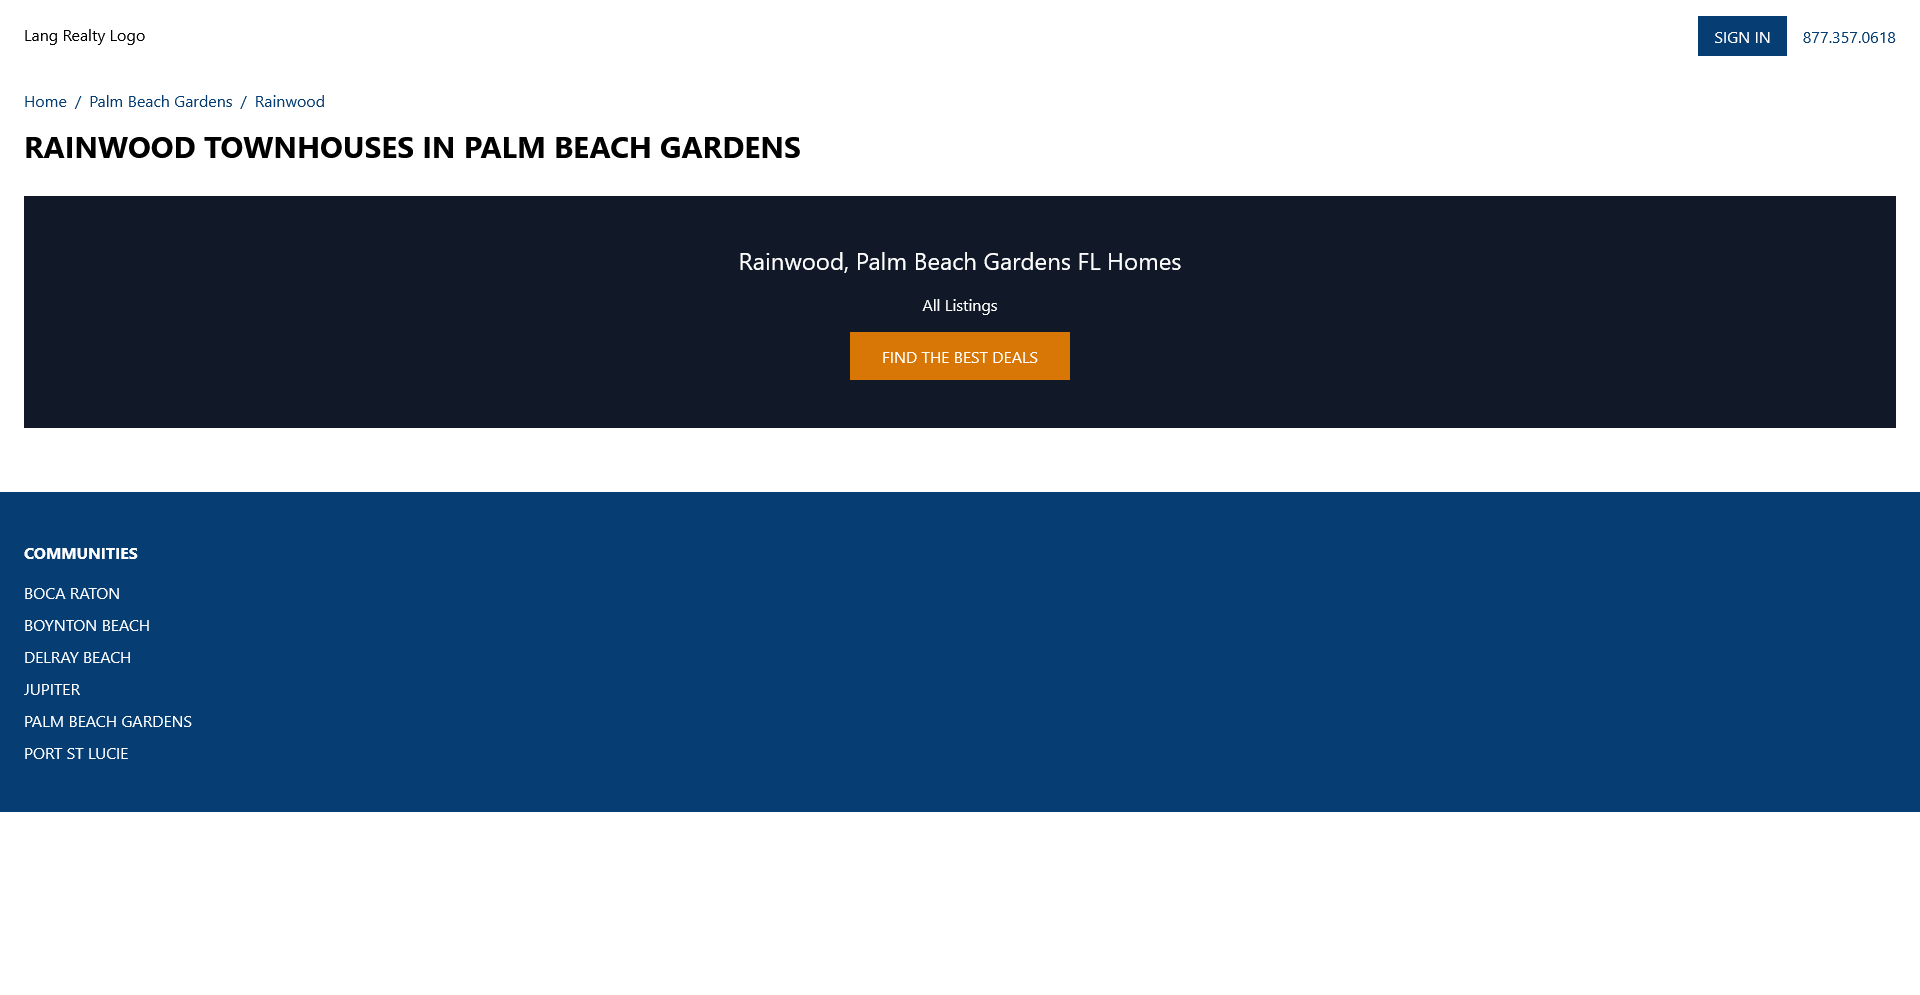 Lang Realty Logo
SIGN IN
877.357.0618
Home / Palm Beach Gardens / Rainwood
RAINWOOD TOWNHOUSES IN PALM BEACH GARDENS
Rainwood, Palm Beach Gardens FL Homes
All Listings
FIND THE BEST DEALS
COMMUNITIES
BOCA RATON
BOYNTON BEACH
DELRAY BEACH
JUPITER
PALM BEACH GARDENS
PORT ST LUCIE